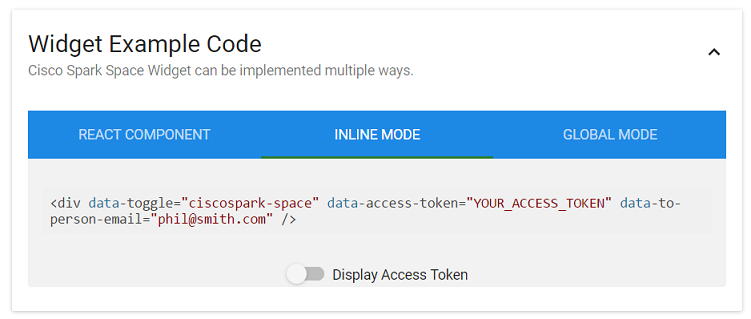 Widget Example Code
Cisco Spark Space Widget can be implemented multiple ways.
REACT COMPONENT
INLINE MODE
GLOBAL MODE
<div data-toggle="ciscospark-space" data-access-token="YOUR_ACCESS_TOKEN" data-to-
person-email="phil@smith.com" />
Display Access Token